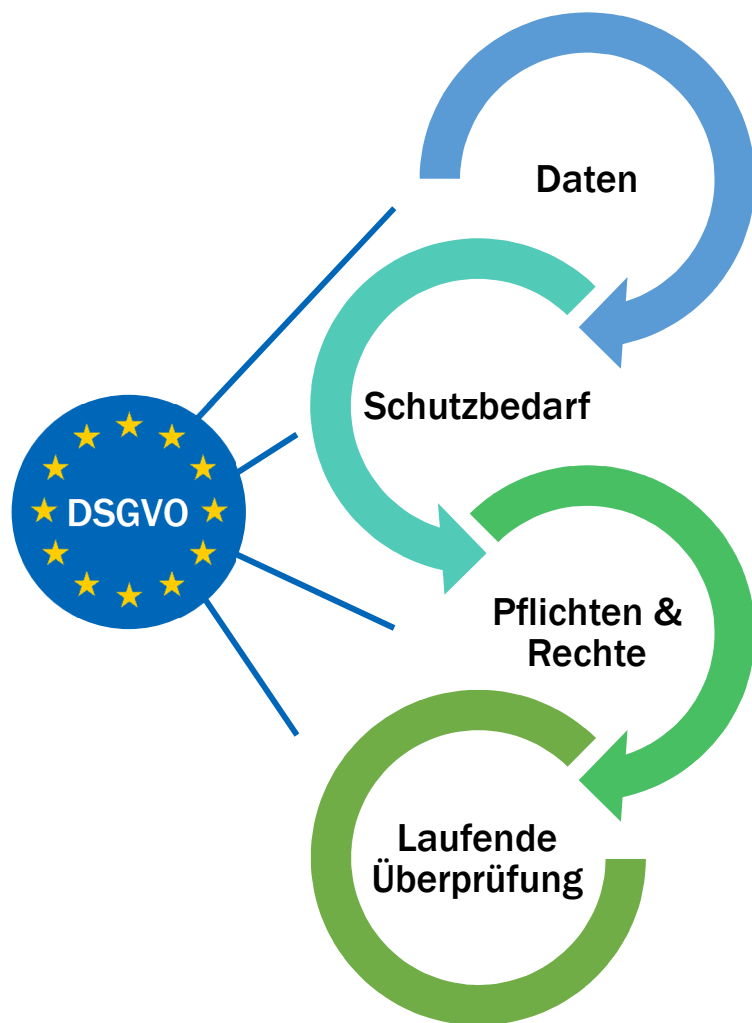 Daten
Schutzbedarf
DSGVO
Pflichten &
Rechte
Laufende
Überprüfung